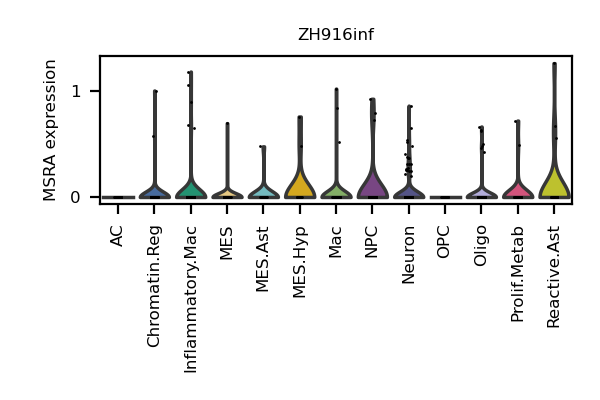 ZH916inf
MSRA expression
1
0
AC
Chromatin.Reg
Inflammatory.Mac
MES
MES.Ast
MES.Hyp
Mac
NPC
Neuron
OPC
Oligo
Prolif.Metab
Reactive.Ast